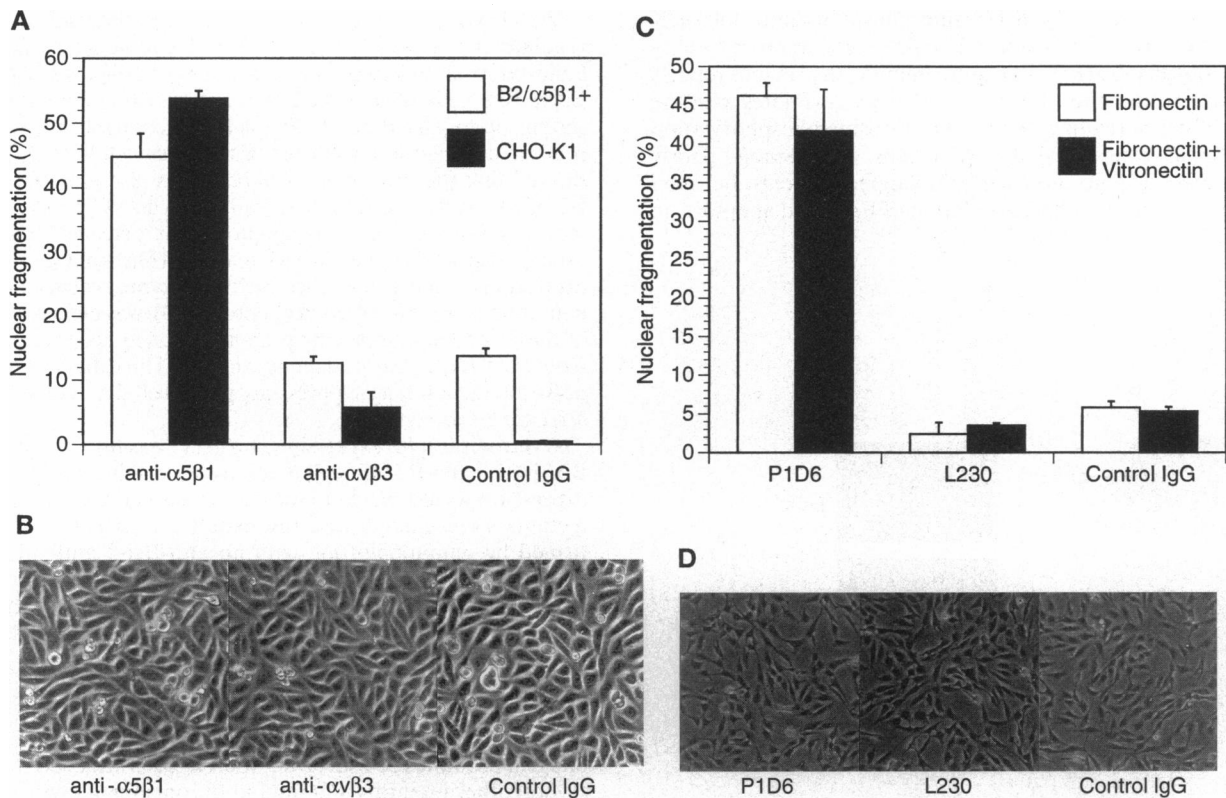 A
Nuclear fragmentation (%)
60
50
40
30
20
10
0
B2/α5β1+
CHO-K1
anti-α5β1
anti-αvβ3
Control IgG
B
anti-α5β1
anti-αvβ3
Control IgG
C
Nuclear fragmentation (%)
50
45
40
35
30
25
20
15
10
5
0
Fibronectin
Fibronectin+
Vitronectin
P1D6
L230
Control IgG
D
P1D6
L230
Control IgG